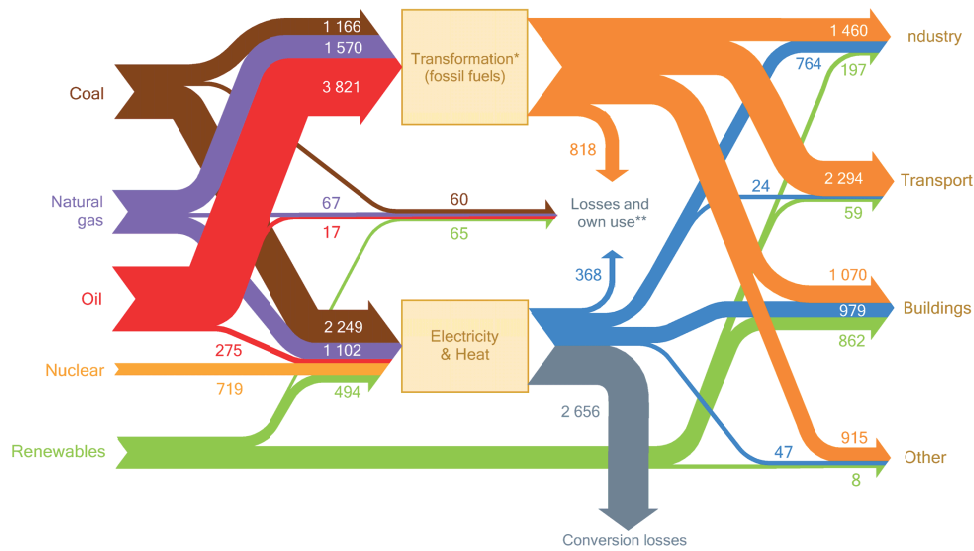 1 166
1 460
ndustry
1 570
Transformation*
(fossil fuels)
764
197
3 821
Coal
818
2 294
Transport
24
Natural
gas
67
60
Losses and
own use**
59
17
65
1 070
368
Oil
979
Buildings
2 249
Electricity
& Heat
862
275
1 102
Nuclear
719
494
2 656
915
Renewables
47
Other
8
Conversion losses